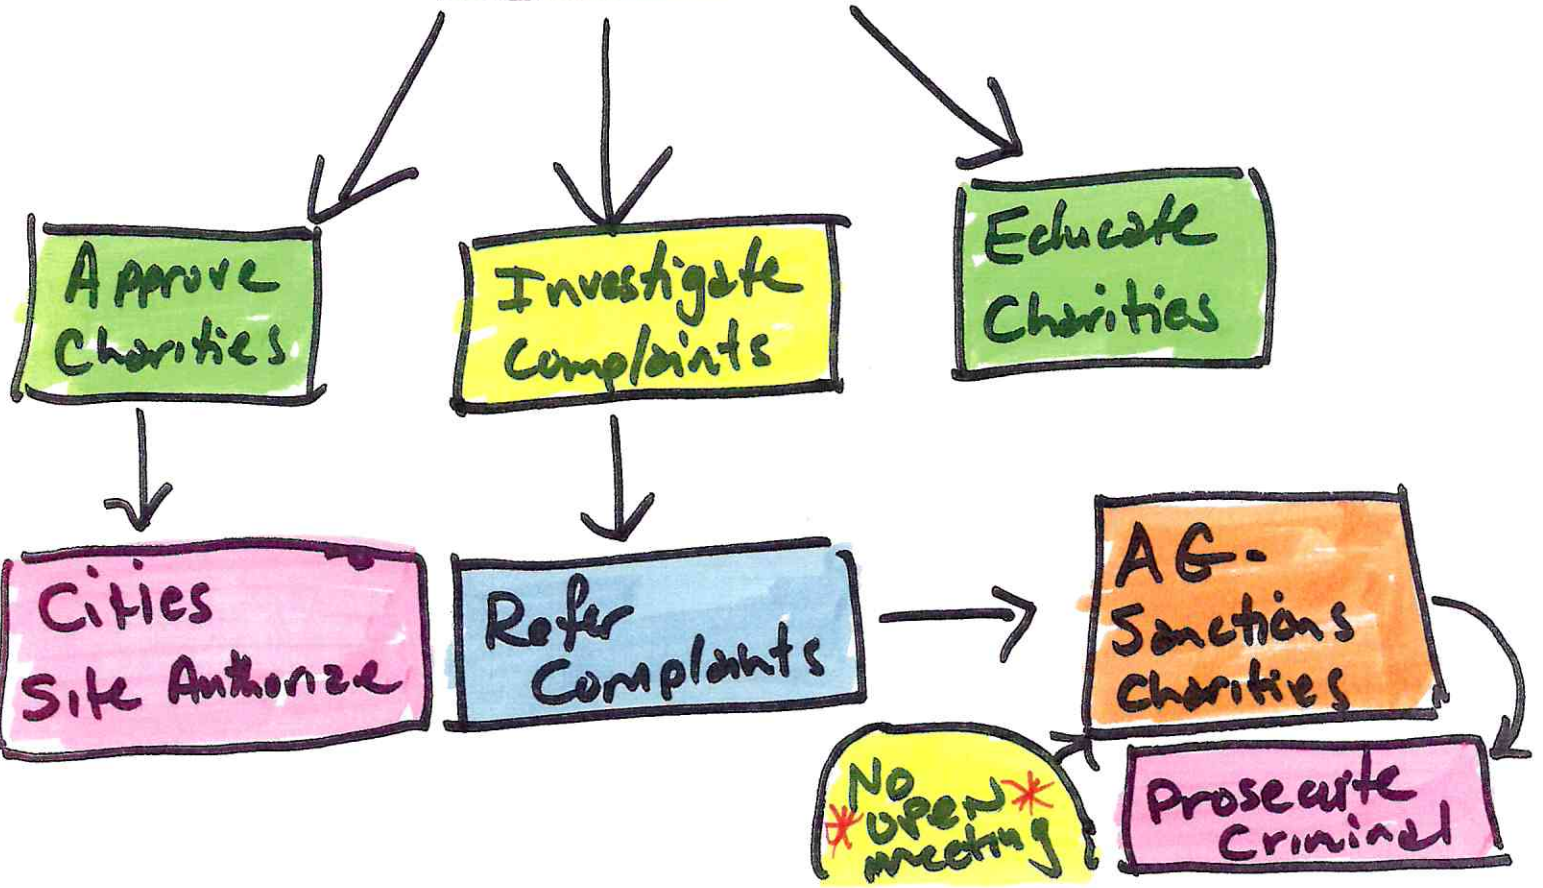 Approve
Charities
Investigate
Complaints
Educate
Charities
Cities
Site Authorize
Refer
Complaints
AG-
Sanctions
Charities
No
open
meeting
Prosecute
Criminal